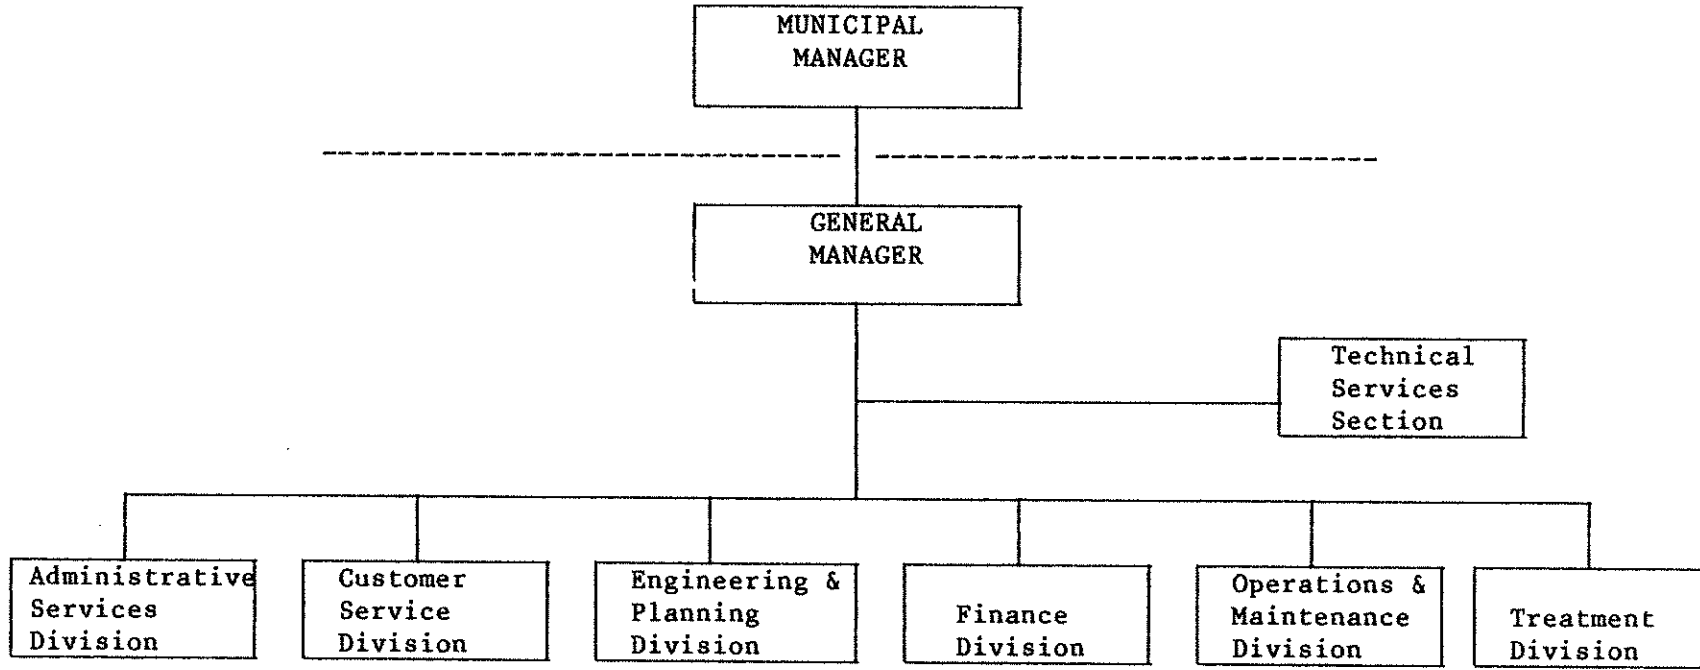 MUNICIPAL
MANAGER
GENERAL
MANAGER
Technical
Services
Section
Administrative
Services
Division
Customer
Service
Division
Engineering &
Planning
Division
Finance
Division
Operations &
Maintenance
Division
Treatment
Division